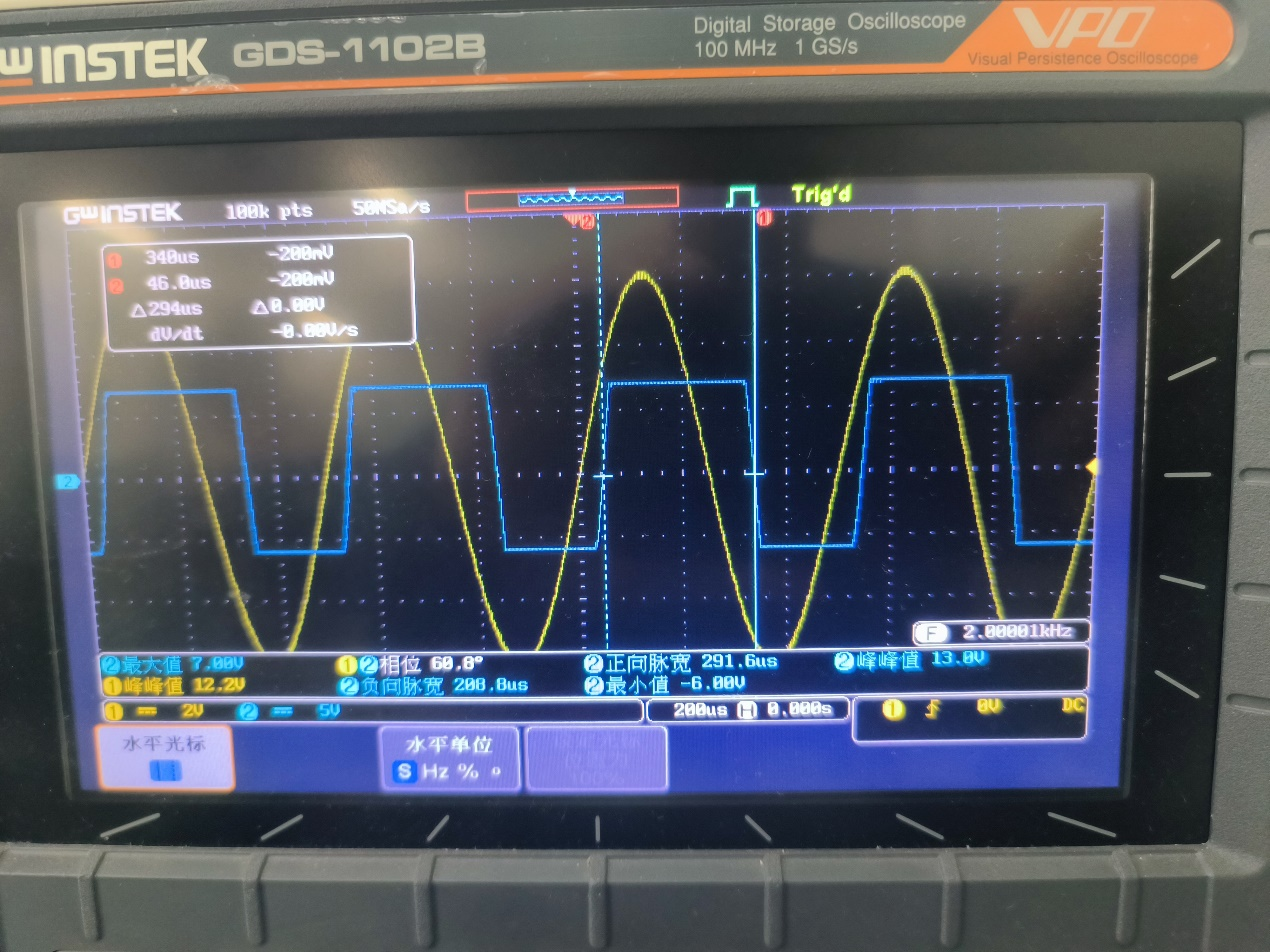 GW INSTEK GDS-1102B
Digital Storage Oscilloscope
100 MHz 1 GS/s
VPO
Visual Persistence Oscilloscope
GW INSTEK 100k pts 50MSa/s Trig'd
1 340us -200mV
2 46.0us -200mV
△294us △0.00V
dV/dt -0.00V/s
2
F 2.00001kHz
2最大值 7.00V 12相位 60.8° 2正向脉宽 291.6us 2峰峰值 13.0V
1峰峰值 12.2V 2负向脉宽 208.8us 2最小值 -6.00V
1 2V 2 5V 200us H 0.000s 1 0V DC
水平光标 水平单位
S Hz % °
100%